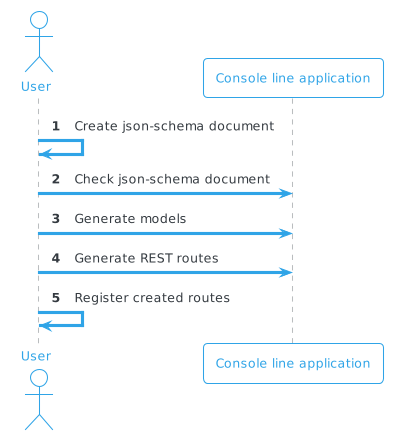 User
Console line application
1 Create json-schema document
2 Check json-schema document
3 Generate models
4 Generate REST routes
5 Register created routes
User
Console line application